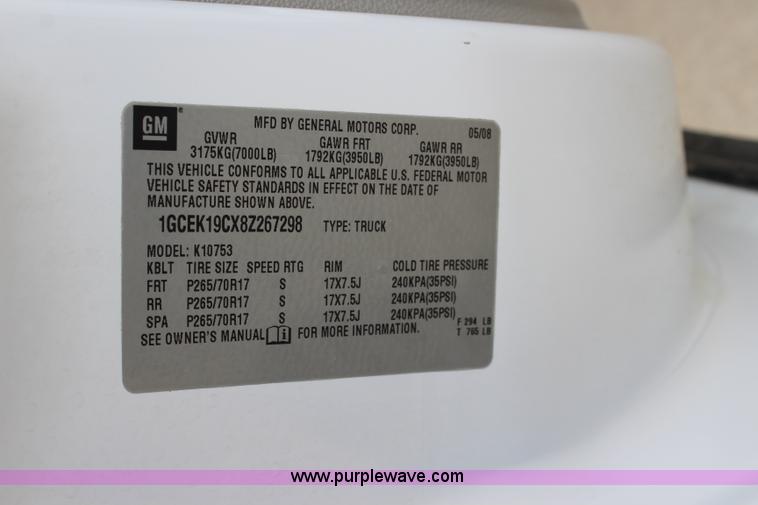 GM
MFD BY GENERAL MOTORS CORP. 05/08
GVWR GAWR FRT GAWR RR
3175KG(7000LB) 1792KG(3950LB) 1792KG(3950LB)
THIS VEHICLE CONFORMS TO ALL APPLICABLE U.S. FEDERAL MOTOR
VEHICLE SAFETY STANDARDS IN EFFECT ON THE DATE OF
MANUFACTURE SHOWN ABOVE.
1GCEK19CX8Z267298 TYPE: TRUCK
MODEL: K10753
KBLT TIRE SIZE SPEED RTG RIM COLD TIRE PRESSURE
FRT P265/70R17 S 17X7.5J 240KPA(35PSI)
RR P265/70R17 S 17X7.5J 240KPA(35PSI)
SPA P265/70R17 S 17X7.5J 240KPA(35PSI)
F 294 LB
T 765 LB
SEE OWNER'S MANUAL i FOR MORE INFORMATION.
www.purplewave.com